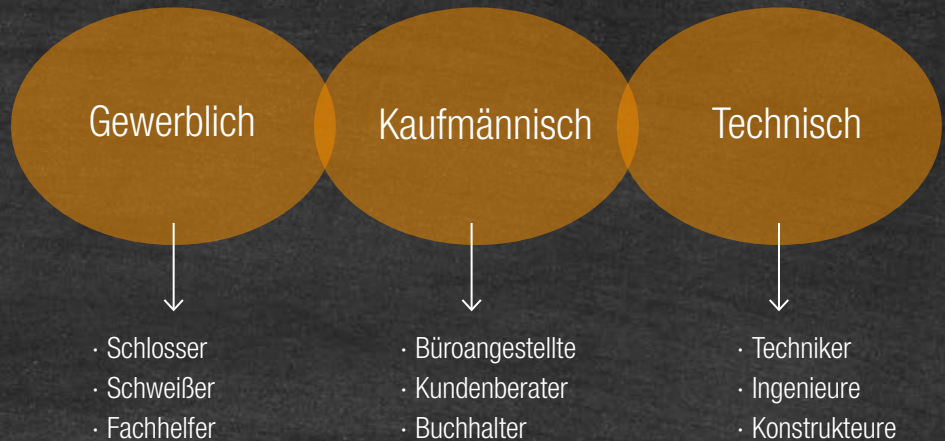 Gewerblich
Kaufmännisch
Technisch
· Schlosser
· Schweißer
· Fachhelfer
· Büroangestellte
· Kundenberater
· Buchhalter
· Techniker
· Ingenieure
· Konstrukteure